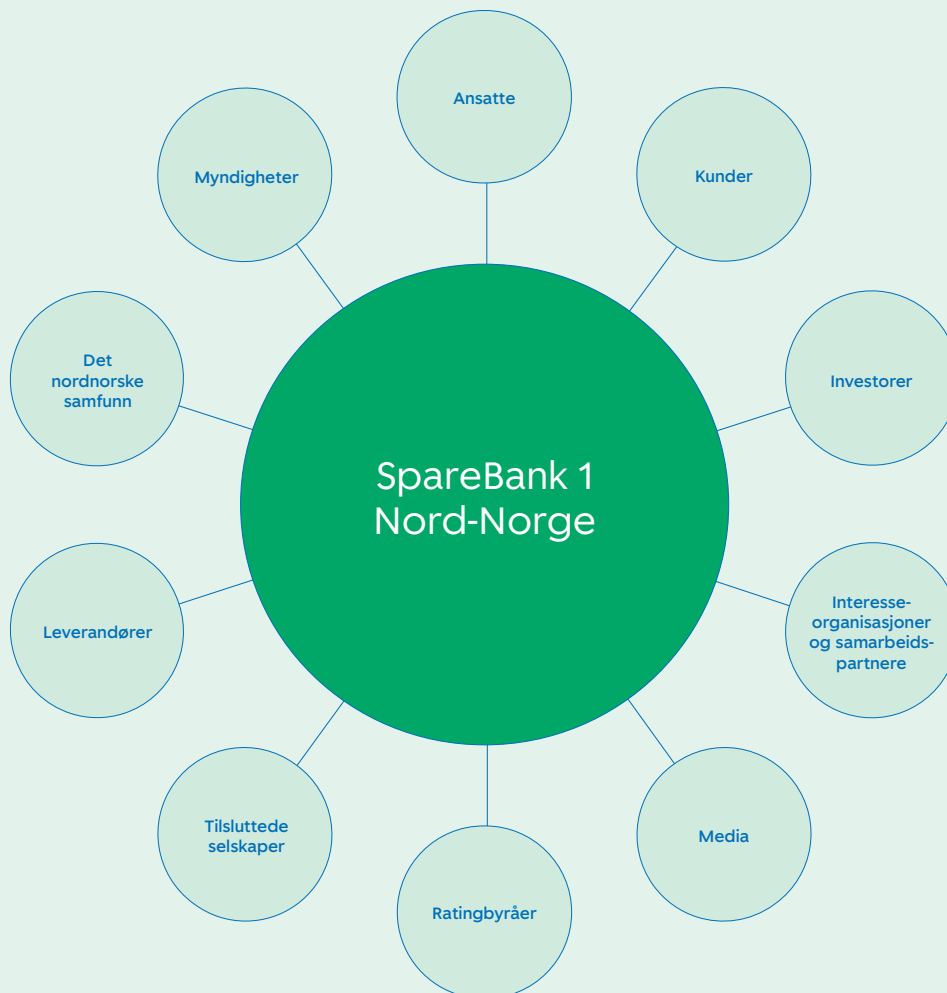 Ansatte
Myndigheter
Kunder
Det
nordnorske
samfunn
Investorer
SpareBank 1
Nord-Norge
Leverandører
Interesse-
organisasjoner
og samarbeids-
partnere
Tilsluttede
selskaper
Media
Ratingbyråer